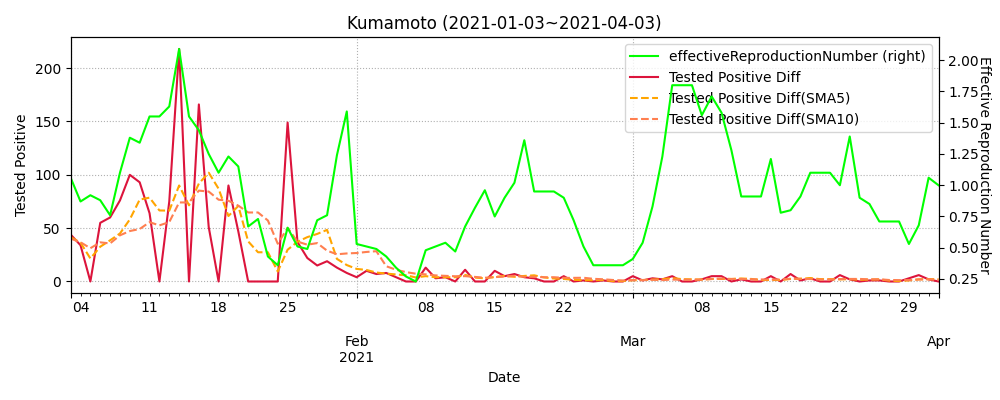 Kumamoto (2021-01-03~2021-04-03)
effectiveReproductionNumber (right)
Tested Positive Diff
Tested Positive Diff(SMA5)
Tested Positive Diff(SMA10)
Tested Positive
200
150
100
50
0
Effective Reproduction Number
2.00
1.75
1.50
1.25
1.00
0.75
0.50
0.25
04 11 18 25 08 15 22 08 15 22 29
Feb Mar Apr
2021
Date